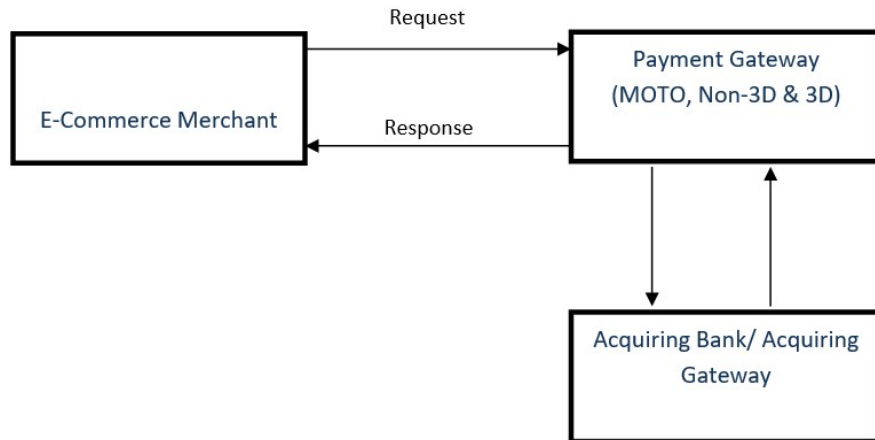 Request
Payment Gateway
(MOTO, Non-3D & 3D)
E-Commerce Merchant
Response
Acquiring Bank/ Acquiring
Gateway